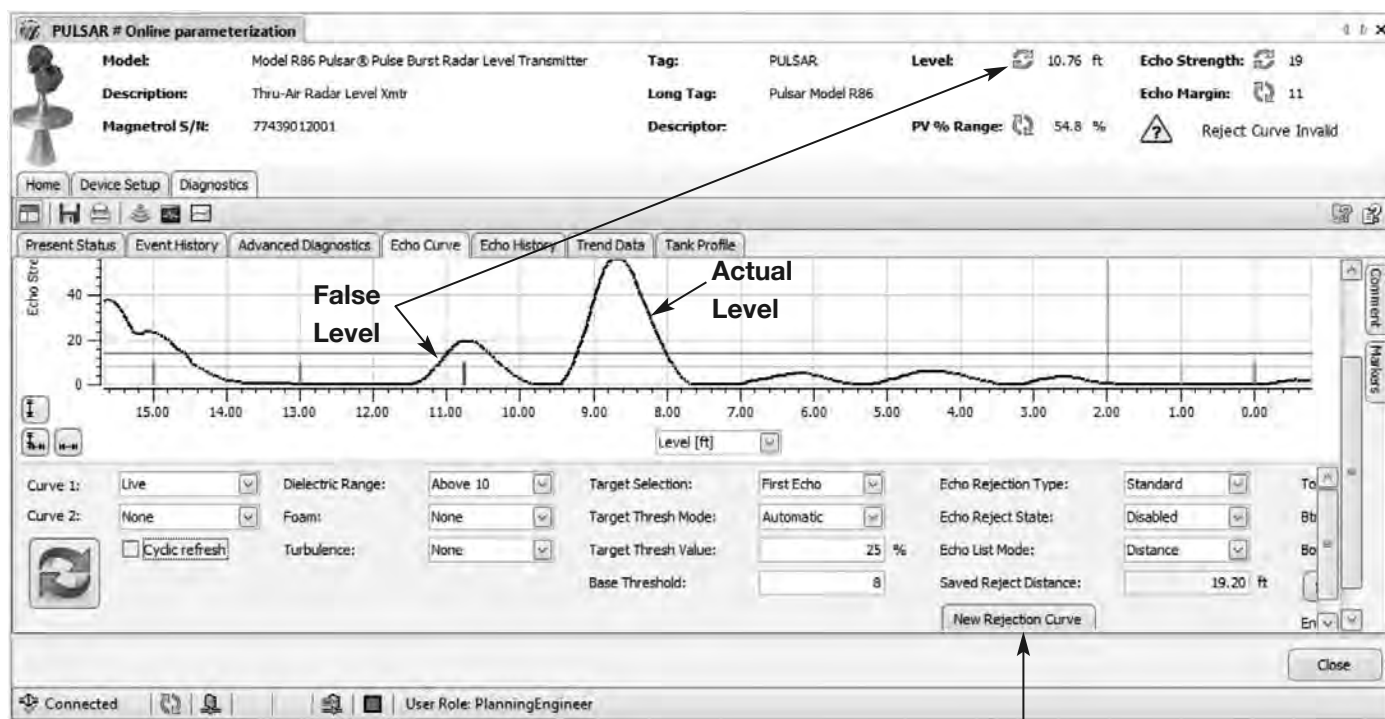 PULSAR # Online parameterization
Model: Model R86 Pulsar® Pulse Burst Radar Level Transmitter Tag: PULSAR Level: 10.76 ft Echo Strength: 19
Description: Thru-Air Radar Level Xmtr Long Tag: Pulsar Model R86 Echo Margin: 11
Magnetrol S/N: 77439012001 Descriptor: PV % Range: 54.8 % Reject Curve Invalid
Home Device Setup Diagnostics
Present Status Event History Advanced Diagnostics Echo Curve Echo History Trend Data Tank Profile
Echo Stre
40
20
0
False
Level
Actual
Level
15.00 14.00 13.00 12.00 11.00 10.00 9.00 8.00 7.00 6.00 5.00 4.00 3.00 2.00 1.00 0.00
Level [ft]
Comment
Markers
Curve 1: Live Dielectric Range: Above 10 Target Selection: First Echo Echo Rejection Type: Standard To
Curve 2: None Foam: None Target Thresh Mode: Automatic Echo Reject State: Disabled
Cyclic refresh Turbulence: None Target Thresh Value: 25 % Echo List Mode: Distance Bo
Base Threshold: 8 Saved Reject Distance: 19.20 ft
New Rejection Curve En
Close
Connected User Role: PlanningEngineer